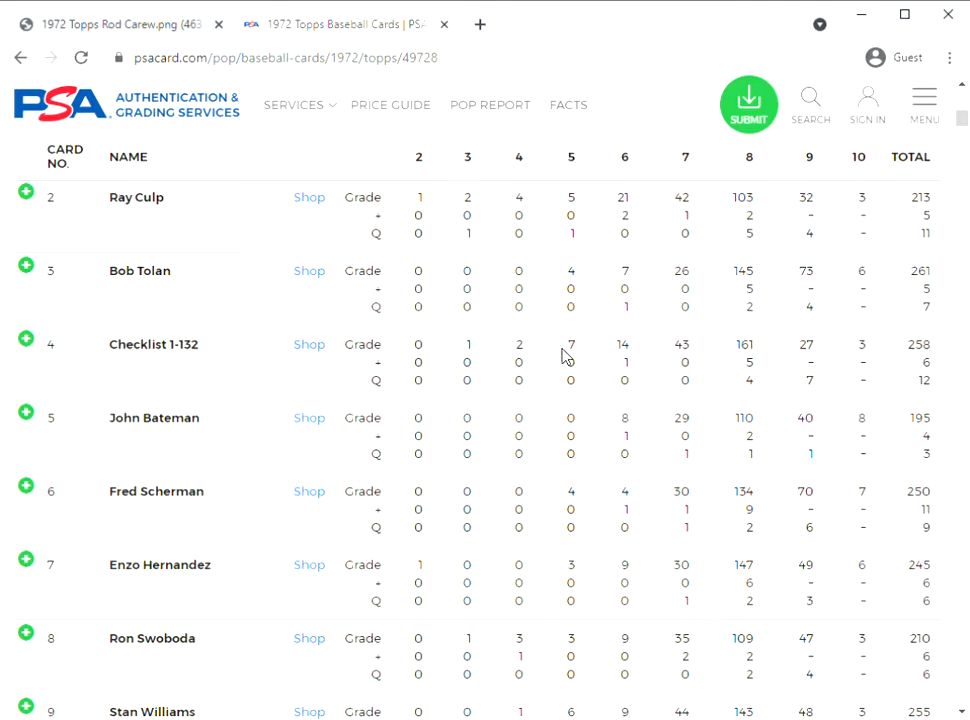 1972 Topps Rod Carew.png (463
1972 Topps Baseball Cards | PSA
psacard.com/pop/baseball-cards/1972/topps/49728
Guest
PSA AUTHENTICATION & GRADING SERVICES
SERVICES PRICE GUIDE POP REPORT FACTS
SUBMIT SEARCH SIGN IN MENU
CARD NO. NAME 2 3 4 5 6 7 8 9 10 TOTAL
2 Ray Culp Shop Grade 1 2 4 5 21 42 103 32 3 213
+ 0 0 0 0 2 1 2 - - 5
Q 0 1 0 1 0 0 5 4 - 11
3 Bob Tolan Shop Grade 0 0 0 4 7 26 145 73 6 261
+ 0 0 0 0 0 0 5 - - 5
Q 0 0 0 0 1 0 2 4 - 7
4 Checklist 1-132 Shop Grade 0 1 2 7 14 43 161 27 3 258
+ 0 0 0 0 1 0 5 - - 6
Q 0 0 0 0 0 0 4 7 - 12
5 John Bateman Shop Grade 0 0 0 0 8 29 110 40 8 195
+ 0 0 0 0 1 0 2 - - 4
Q 0 0 0 0 0 1 1 1 - 3
6 Fred Scherman Shop Grade 0 0 0 4 4 30 134 70 7 250
+ 0 0 0 0 1 1 9 - - 11
Q 0 0 0 0 0 1 2 6 - 9
7 Enzo Hernandez Shop Grade 1 0 0 3 9 30 147 49 6 245
+ 0 0 0 0 0 0 6 - - 6
Q 0 0 0 0 0 1 2 3 - 6
8 Ron Swoboda Shop Grade 0 1 3 3 9 35 109 47 3 210
+ 0 0 1 0 0 2 2 - - 6
Q 0 0 0 0 0 0 2 4 - 6
9 Stan Williams Shop Grade 0 0 1 6 9 44 143 48 3 255